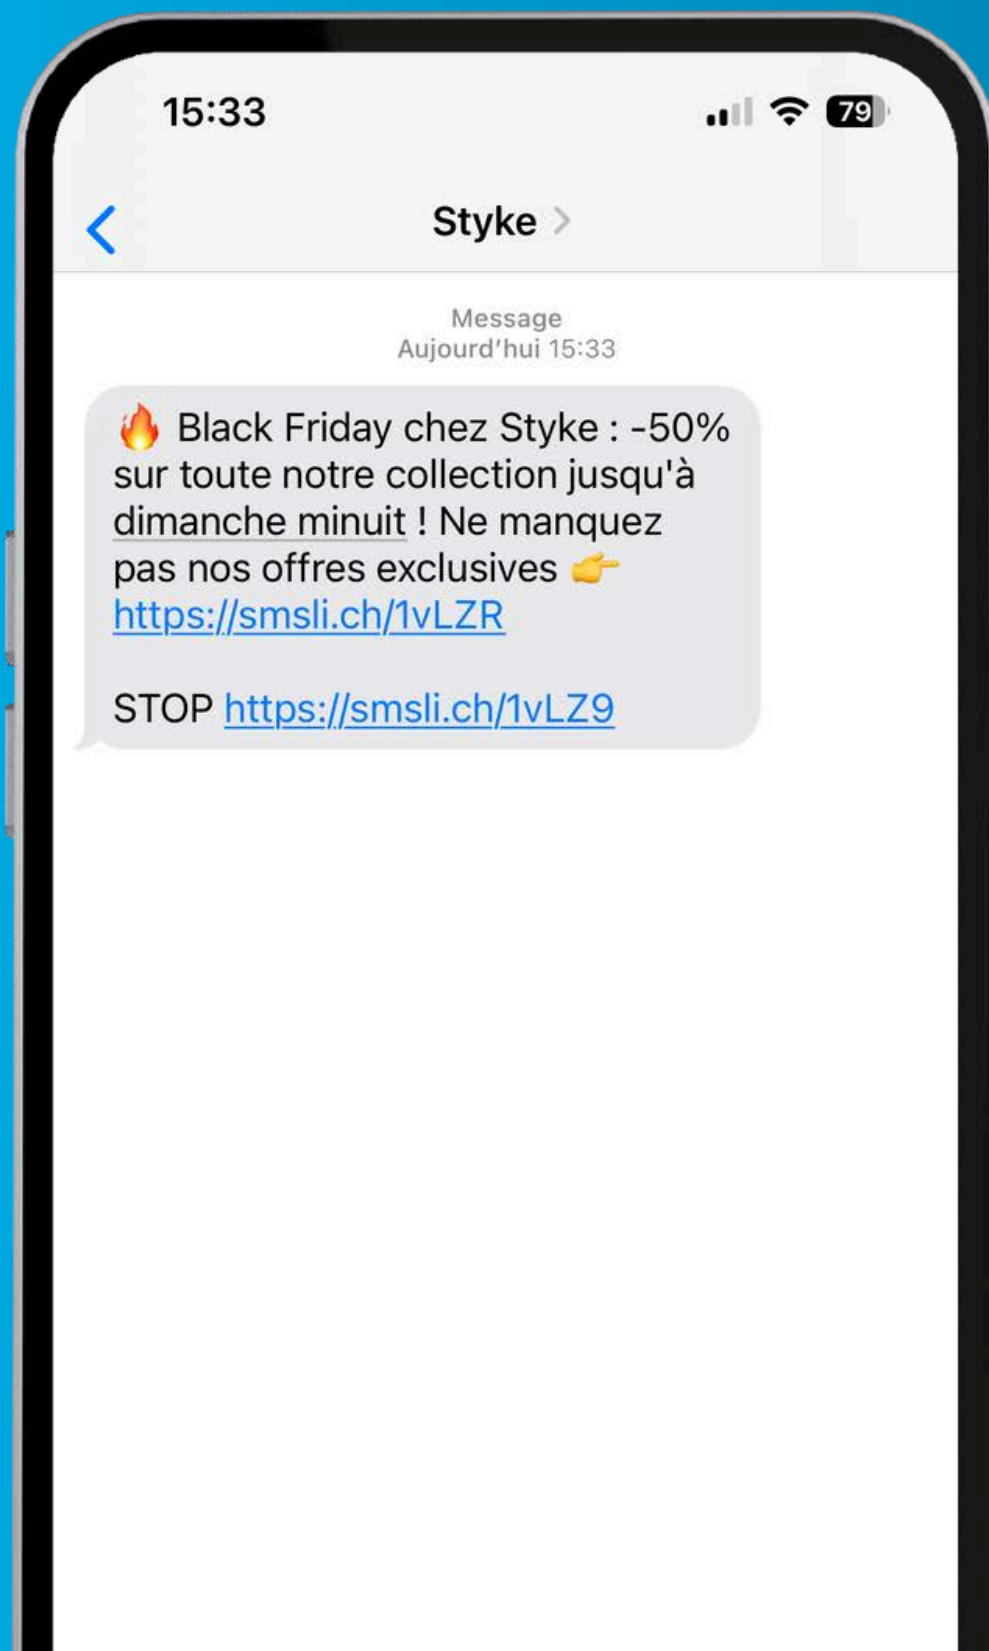 15:33
79
Styke
Message
Aujourd'hui 15:33
🔥 Black Friday chez Styke : -50%
sur toute notre collection jusqu'à
dimanche minuit ! Ne manquez
pas nos offres exclusives 👉
https://smsli.ch/1vLZR
STOP https://smsli.ch/1vLZ9